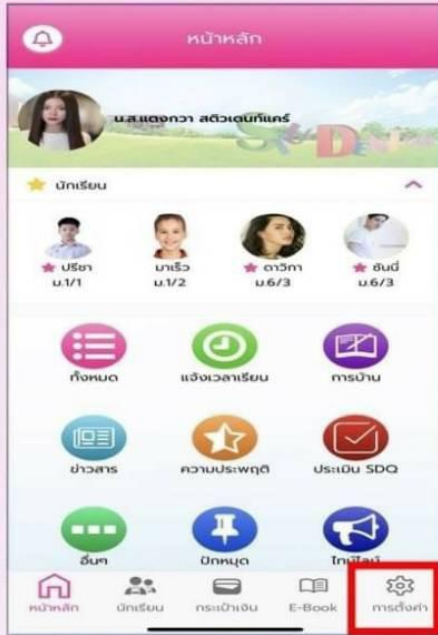 หน้าหลัก
น.ส.แตงกวา สติวเดนท์แคร์
นักเรียน
ปรีชา มาเร็ว ดาวิกา ซันนี่
ม.1/1 ม.1/2 ม.6/3 ม.6/3
ทั้งหมด แจ้งเวลาเรียน การบ้าน
ข่าวสาร ความประพฤติ ประเมิน SDQ
อื่นๆ ปักหมุด ไทม์ไลน์
หน้าหลัก นักเรียน กระเป๋าเงิน E-Book การตั้งค่า